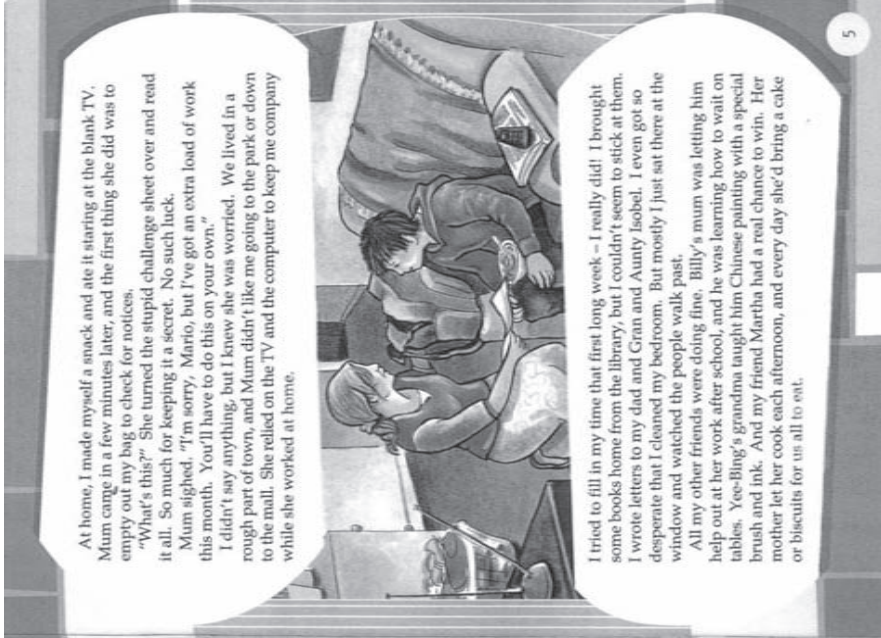 At home, I made myself a snack and ate it staring at the blank TV.
Mum came in a few minutes later, and the first thing she did was to
empty out my bag to check for notices.
"What's this?" She turned the stupid challenge sheet over and read
it all. So much for keeping it a secret. No such luck.
Mum sighed. "I'm sorry, Mario, but I've got an extra load of work
this month. You'll have to do this on your own."
I didn't say anything, but I knew she was worried. We lived in a
rough part of town, and Mum didn't like me going to the park or down
to the mall. She relied on the TV and the computer to keep me company
while she worked at home.
I tried to fill in my time that first long week – I really did! I brought
some books home from the library, but I couldn't seem to stick at them.
I wrote letters to my dad and Gran and Aunty Isobel. I even got so
desperate that I cleaned my bedroom. But mostly I just sat there at the
window and watched the people walk past.
All my other friends were doing fine. Billy's mum was letting him
help out at her work after school, and he was learning how to wait on
tables. Yee-Bing's grandma taught him Chinese painting with a special
brush and ink. And my friend Martha had a real chance to win. Her
mother let her cook each afternoon, and every day she'd bring a cake
or biscuits for us all to eat.
5